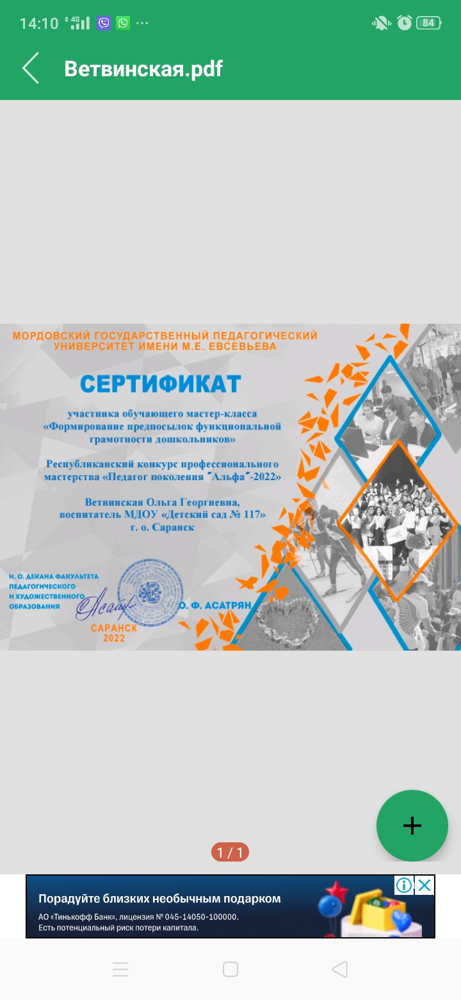 14:10
4G
84
Ветвинская.pdf
МОРДОВСКИЙ ГОСУДАРСТВЕННЫЙ ПЕДАГОГИЧЕСКИЙ
УНИВЕРСИТЕТ ИМЕНИ М.Е. ЕВСЕВЬЕВА
СЕРТИФИКАТ
участника обучающего мастер-класса
«Формирование предпосылок функциональной
грамотности дошкольников»
Республиканский конкурс профессионального
мастерства «Педагог поколения ˝Альфа˝-2022»
Ветвинская Ольга Георгиевна,
воспитатель МДОУ «Детский сад № 117»
г. о. Саранск
И. О. ДЕКАНА ФАКУЛЬТЕТА
ПЕДАГОГИЧЕСКОГО
И ХУДОЖЕСТВЕННОГО
ОБРАЗОВАНИЯ
О. Ф. АСАТРЯН
САРАНСК
2022
1 / 1
Порадуйте близких необычным подарком
АО «Тинькофф Банк», лицензия № 045-14050-100000.
Есть потенциальный риск потери капитала.